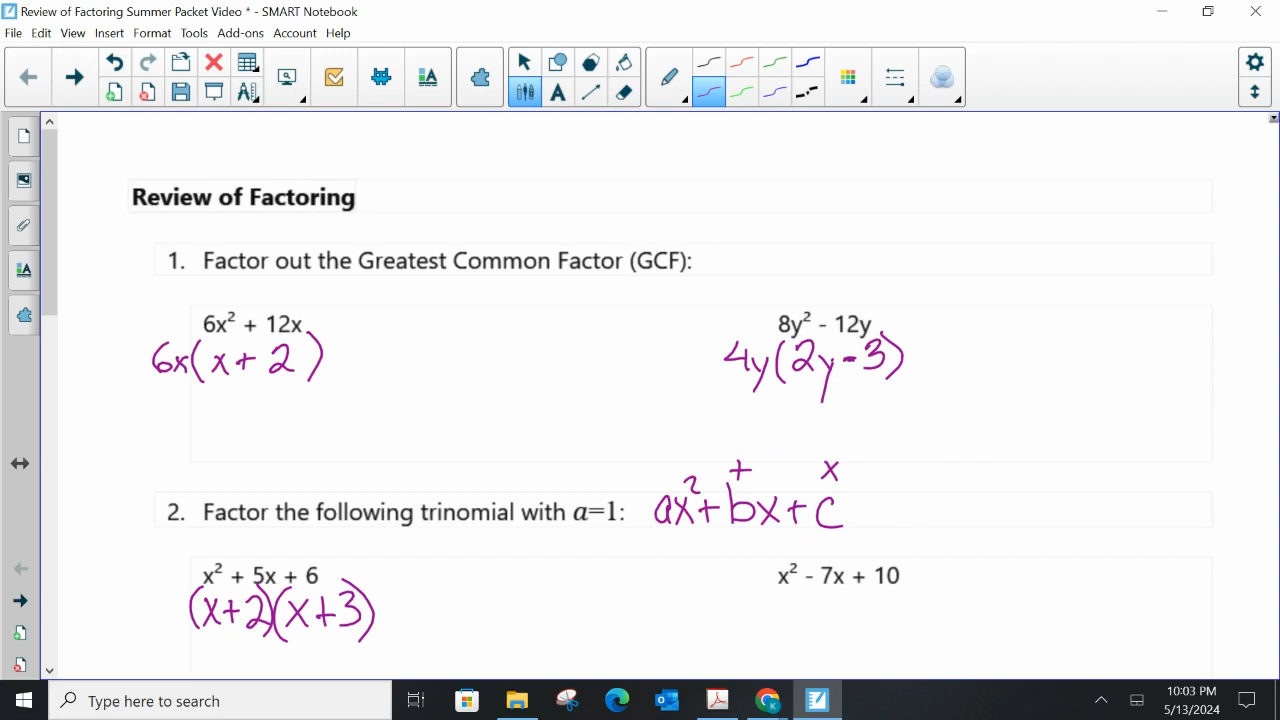 Review of Factoring Summer Packet Video * - SMART Notebook
File Edit View Insert Format Tools Add-ons Account Help
Review of Factoring
1. Factor out the Greatest Common Factor (GCF):
6x² + 12x 8y² - 12y
6x(x+2) 4y(2y-3)
+ x
2. Factor the following trinomial with a=1: ax²+bx+c
x² + 5x + 6 x² - 7x + 10
(x+2)(x+3)
Type here to search
10:03 PM
5/13/2024